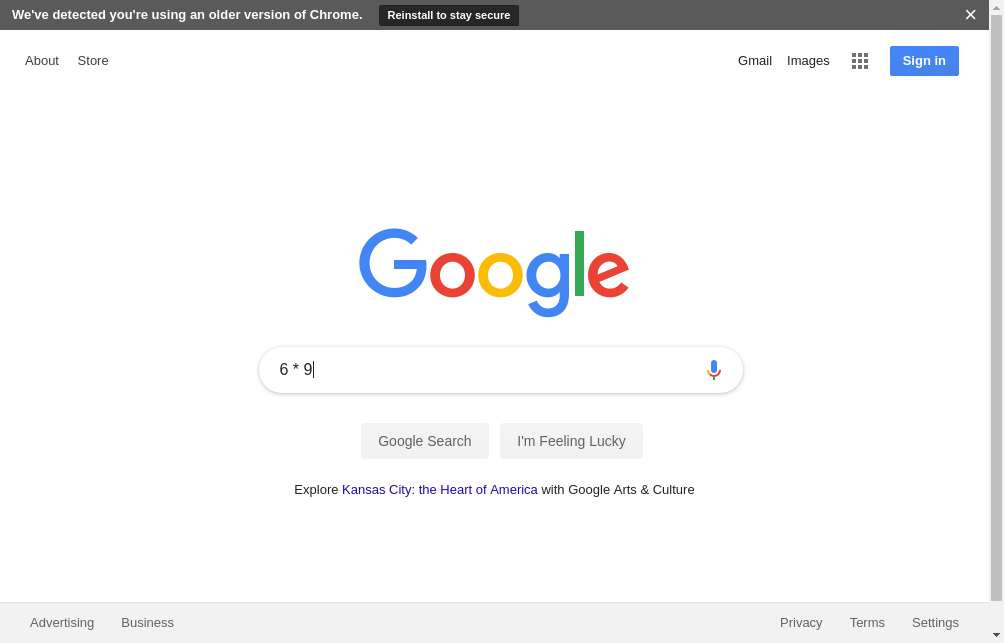 We've detected you're using an older version of Chrome. Reinstall to stay secure
About Store Gmail Images Sign in
Google
6 * 9
Google Search I'm Feeling Lucky
Explore Kansas City: the Heart of America with Google Arts & Culture
Advertising Business Privacy Terms Settings